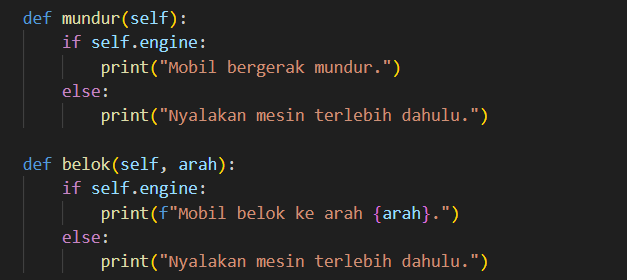 def mundur(self):
    if self.engine:
        print("Mobil bergerak mundur.")
    else:
        print("Nyalakan mesin terlebih dahulu.")

def belok(self, arah):
    if self.engine:
        print(f"Mobil belok ke arah {arah}.")
    else:
        print("Nyalakan mesin terlebih dahulu.")